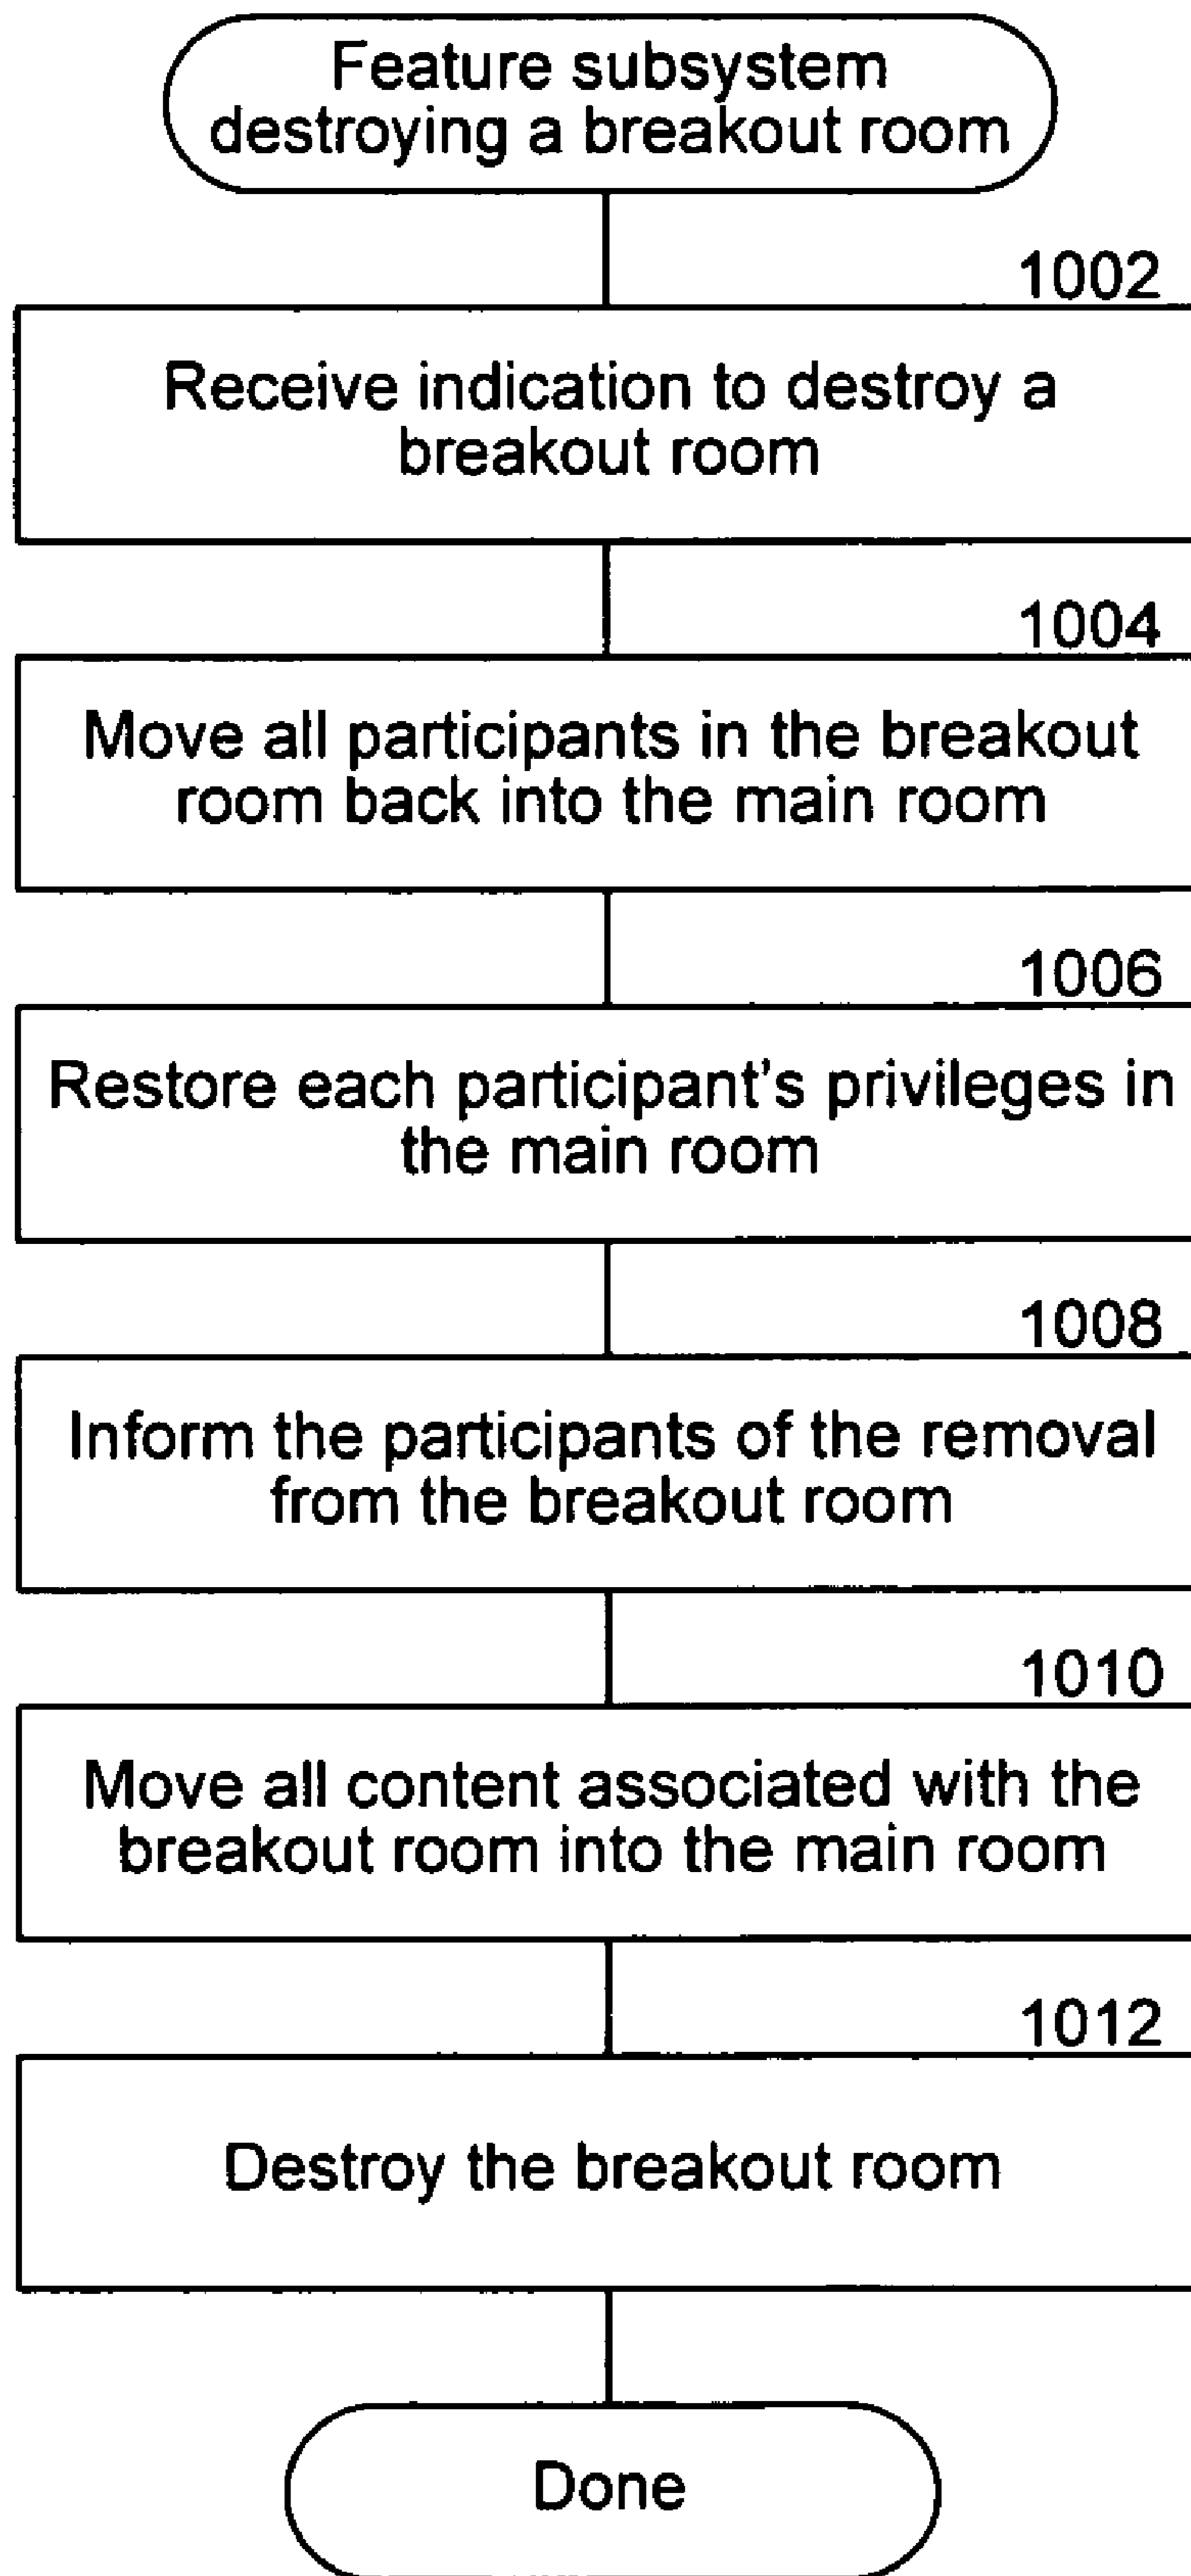 Feature subsystem
destroying a breakout room
1002
Receive indication to destroy a
breakout room
1004
Move all participants in the breakout
room back into the main room
1006
Restore each participant's privileges in
the main room
1008
Inform the participants of the removal
from the breakout room
1010
Move all content associated with the
breakout room into the main room
1012
Destroy the breakout room
Done